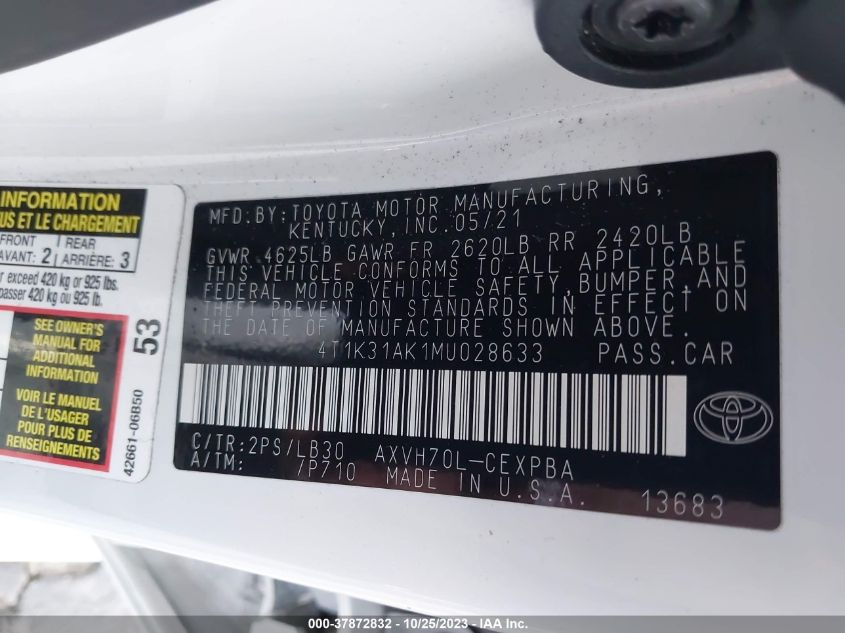 INFORMATION
US ET LE CHARGEMENT
FRONT REAR
AVANT: 2 ARRIÈRE: 3
exceed 420 kg or 925 lbs.
passer 420 kg ou 925 lb.
SEE OWNER'S
MANUAL FOR
ADDITIONAL
INFORMATION
VOIR LE MANUEL
DE L'USAGER
POUR PLUS DE
RENSEIGNEMENTS
53
42661-06B50
MFD.BY:TOYOTA MOTOR MANUFACTURING,
KENTUCKY, INC.05/21
GVWR 4625LB GAWR FR 2620LB RR 2420LB
THIS VEHICLE CONFORMS TO ALL APPLICABLE
FEDERAL MOTOR VEHICLE SAFETY,BUMPER,AND
THEFT PREVENTION STANDARDS IN EFFECT ON
THE DATE OF MANUFACTURE SHOWN ABOVE.
4T1K31AK1MU028633 PASS.CAR
C/TR:2PS/LB30 AXVH70L-CEXPBA
A/TM: /P710 MADE IN U.S.A.
13683
000-37872832 / 10/25/2023 / © IAA Inc.